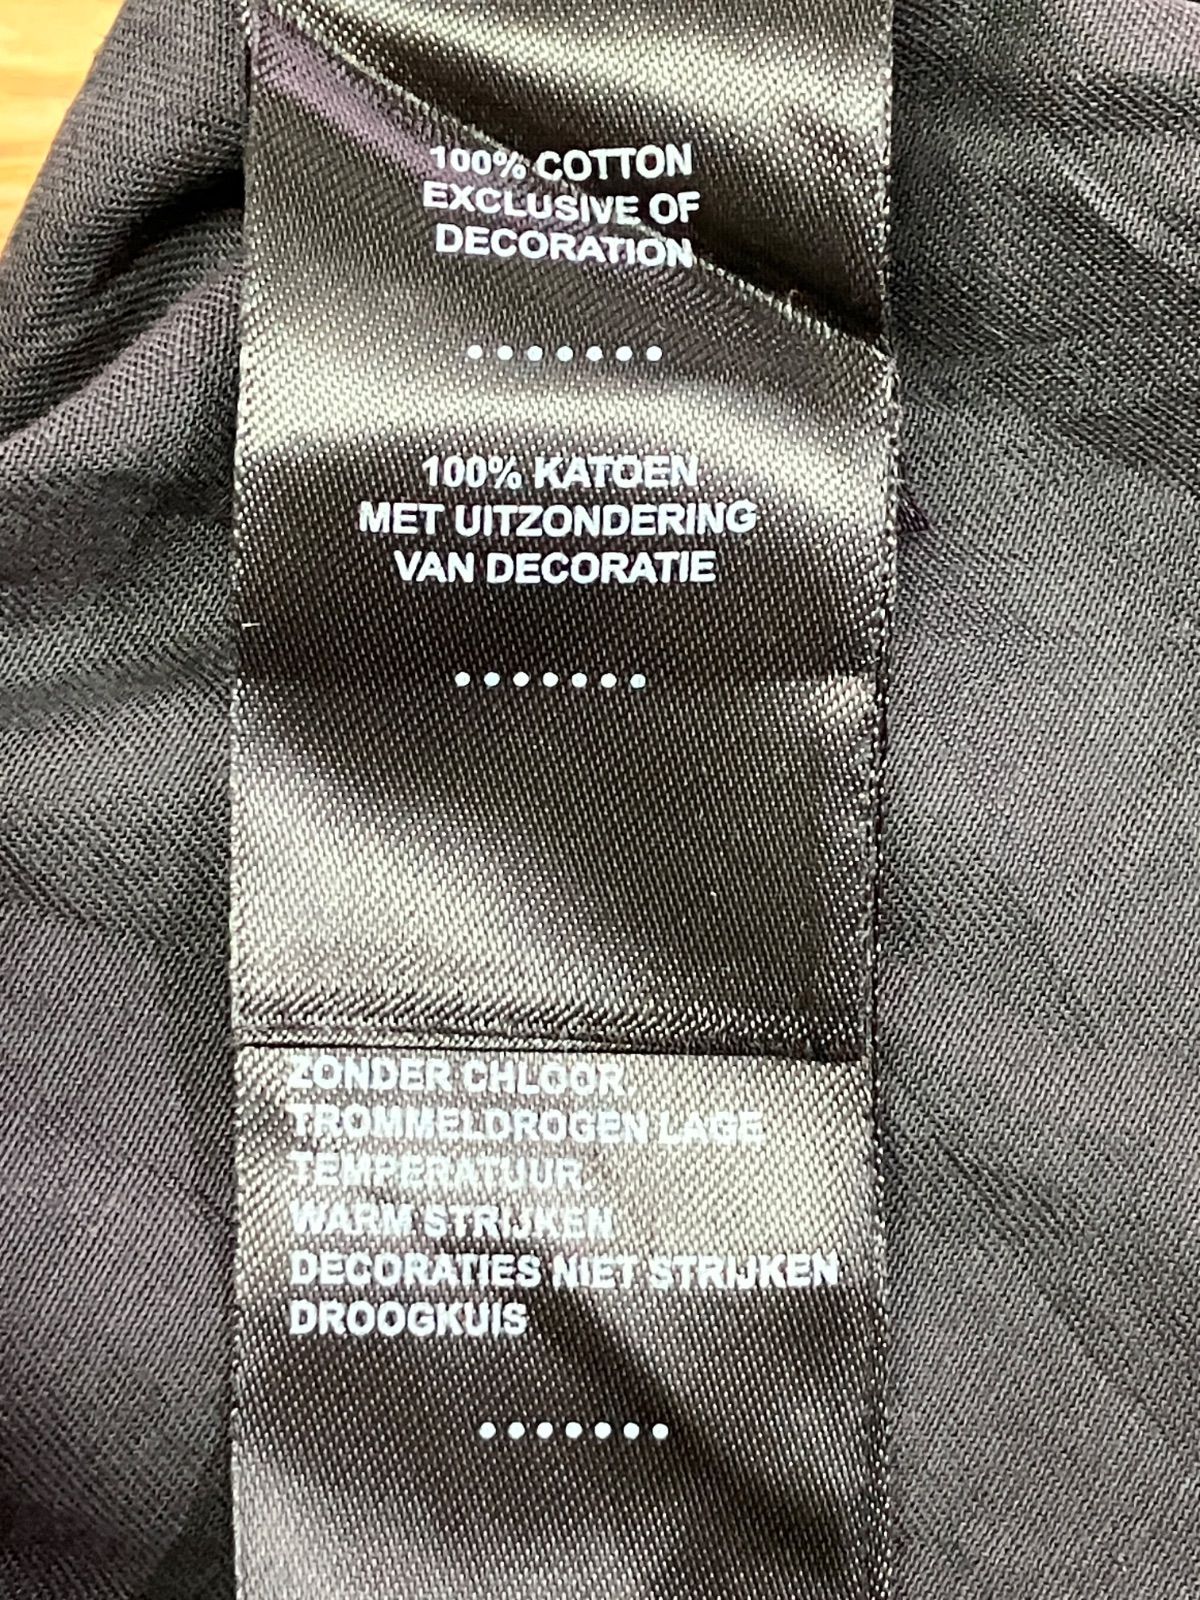 100% COTTON
EXCLUSIVE OF
DECORATION
100% KATOEN
MET UITZONDERING
VAN DECORATIE
ZONDER CHLOOR.
TROMMELDROGEN LAGE
TEMPERATUUR.
WARM STRIJKEN
DECORATIES NIET STRIJKEN
DROOGKUIS